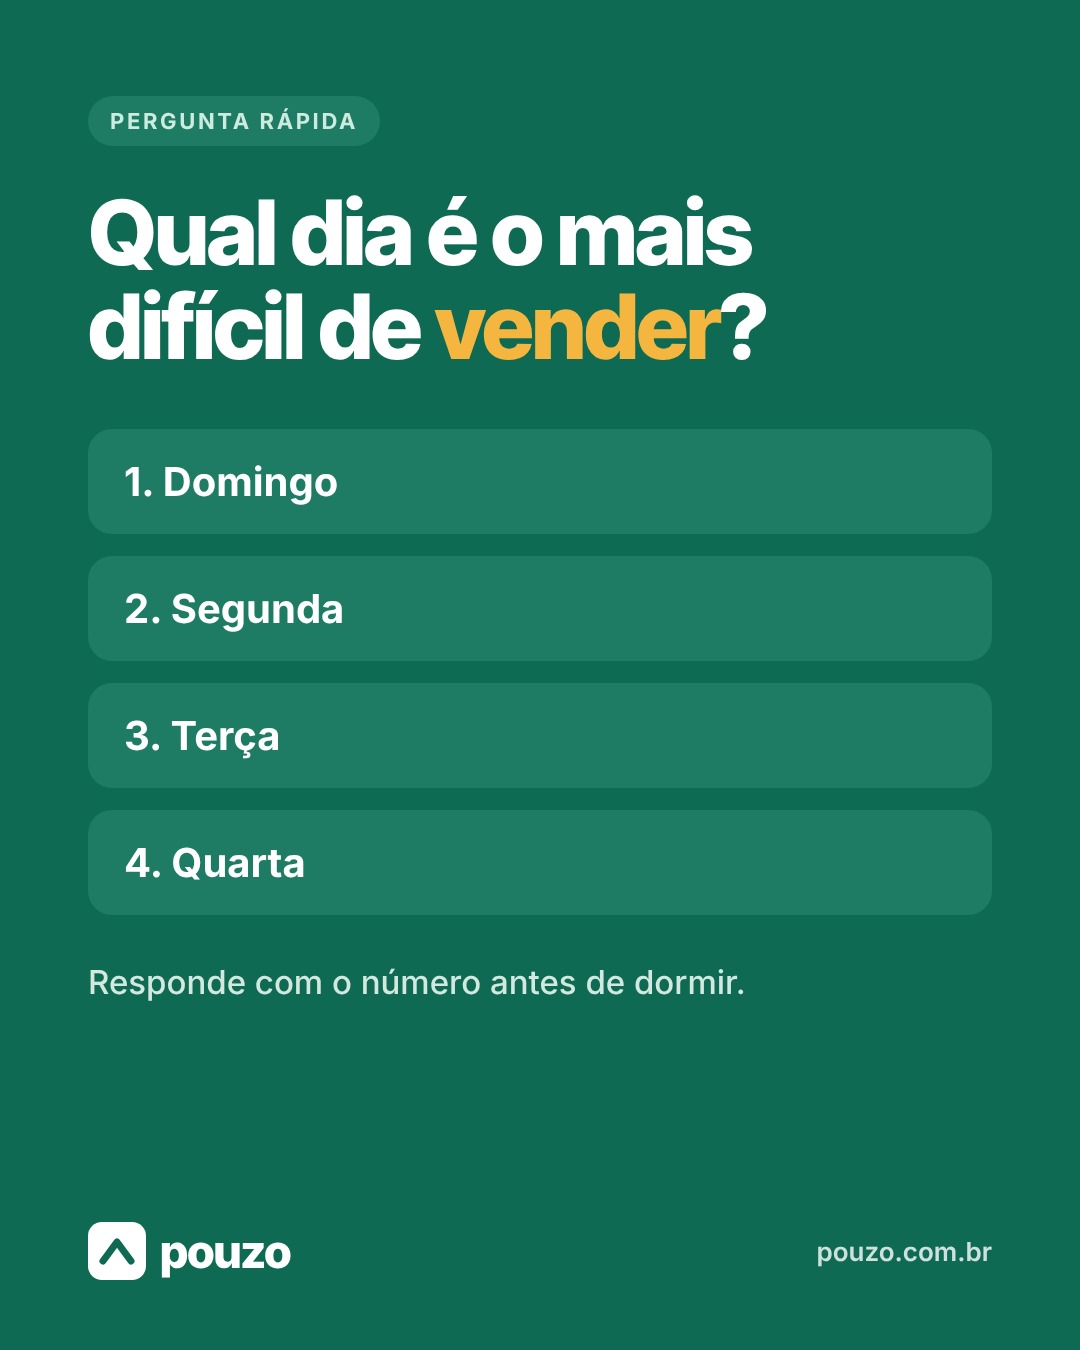 PERGUNTA RÁPIDA
Qual dia é o mais
difícil de vender?
1. Domingo
2. Segunda
3. Terça
4. Quarta
Responde com o número antes de dormir.
pouzo
pouzo.com.br